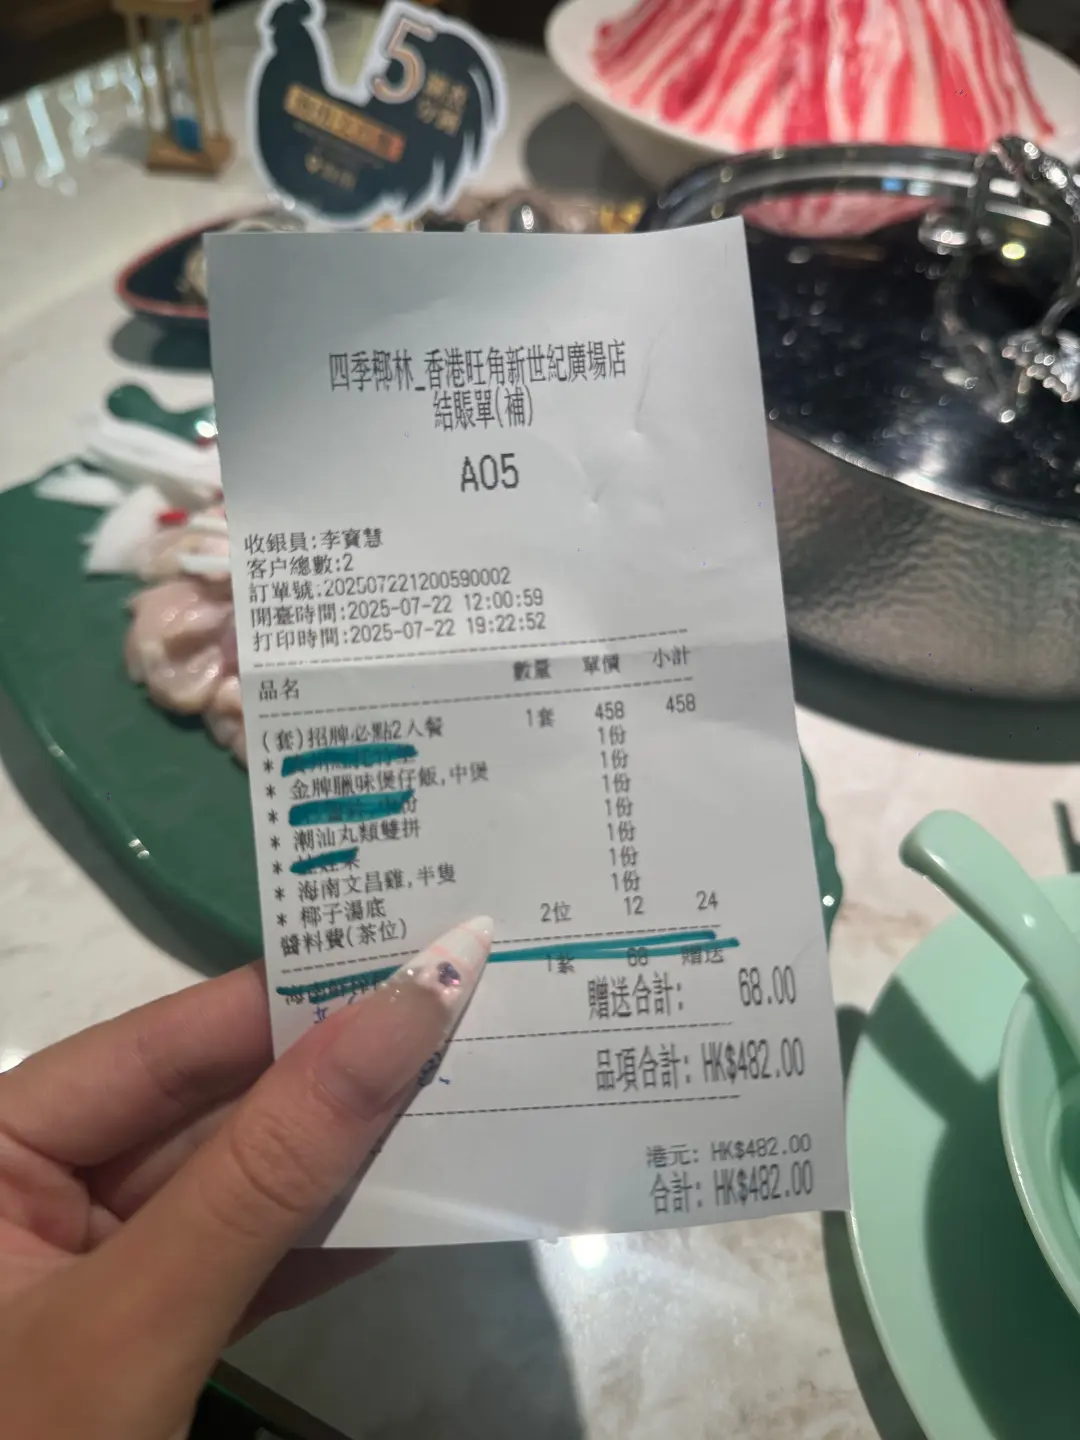 5
四季椰林_香港旺角新世紀廣場店
結賬單(補)
A05
收銀員:李寶慧
客户總數:2
訂單號:202507221200590002
開臺時間:2025-07-22 12:00:59
打印時間:2025-07-22 19:22:52
品名 數量 單價 小計
(套)招牌必點2人餐 1套 458 458
* 1份
* 金牌臘味煲仔飯,中煲 1份
* 1份
* 潮汕丸類雙拼 1份
* 1份
* 海南文昌雞,半隻 1份
* 椰子湯底 1份
醬料費(茶位) 2位 12 24
1紮 68 贈送
贈送合計: 68.00
品項合計: HK$482.00
港元: HK$482.00
合計: HK$482.00